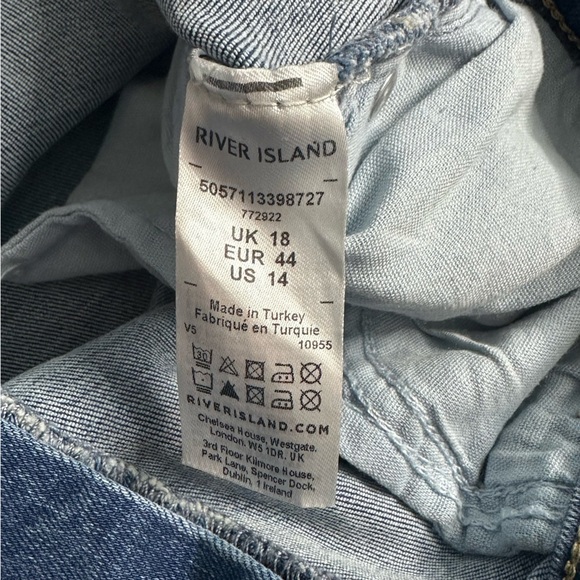 RIVER ISLAND
5057113398727
772922
UK 18
EUR 44
US 14
Made in Turkey
Fabriqué en Turquie
V5 10955
30
RIVERISLAND.COM
Chelsea House, Westgate,
London, W5 1DR, UK
3rd Floor Kilmore House,
Park Lane, Spencer Dock,
Dublin, 1 Ireland